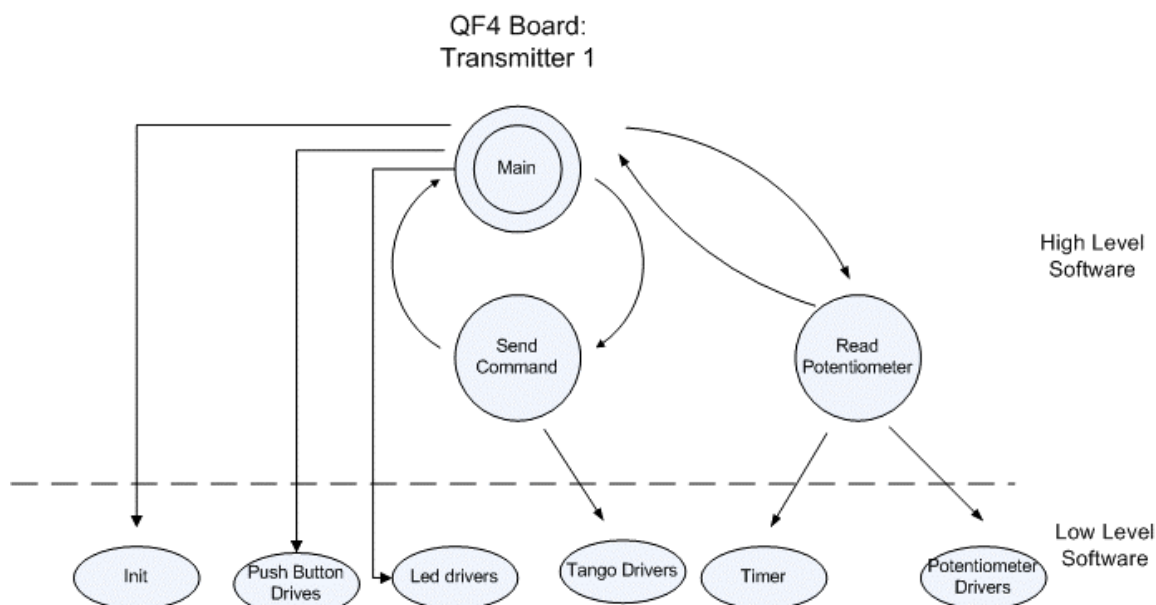 QF4 Board:
Transmitter 1
Main
High Level
Software
Send
Command
Read
Potentiometer
Low Level
Software
Init
Push Button
Drives
Led drivers
Tango Drivers
Timer
Potentiometer
Drivers